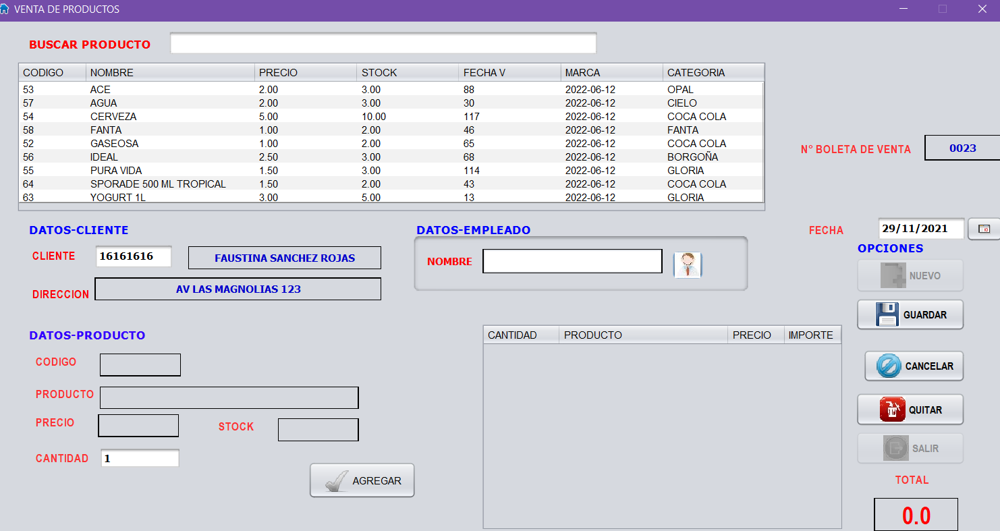 VENTA DE PRODUCTOS
BUSCAR PRODUCTO
CODIGO NOMBRE PRECIO STOCK FECHA V MARCA CATEGORIA
53 ACE 2.00 3.00 88 2022-06-12 OPAL
57 AGUA 2.00 3.00 30 2022-06-12 CIELO
54 CERVEZA 5.00 10.00 117 2022-06-12 COCA COLA
58 FANTA 1.00 2.00 46 2022-06-12 FANTA
52 GASEOSA 1.00 2.00 65 2022-06-12 COCA COLA
56 IDEAL 2.50 3.00 68 2022-06-12 BORGOÑA
55 PURA VIDA 1.50 3.00 114 2022-06-12 GLORIA
64 SPORADE 500 ML TROPICAL 1.50 2.00 43 2022-06-12 COCA COLA
63 YOGURT 1L 3.00 5.00 13 2022-06-12 GLORIA
N° BOLETA DE VENTA 0023
DATOS-CLIENTE
CLIENTE 16161616 FAUSTINA SANCHEZ ROJAS
DIRECCION AV LAS MAGNOLIAS 123
DATOS-EMPLEADO
NOMBRE
FECHA 29/11/2021
OPCIONES
NUEVO
GUARDAR
CANCELAR
QUITAR
SALIR
DATOS-PRODUCTO
CODIGO
PRODUCTO
PRECIO STOCK
CANTIDAD 1
AGREGAR
CANTIDAD PRODUCTO PRECIO IMPORTE
TOTAL
0.0